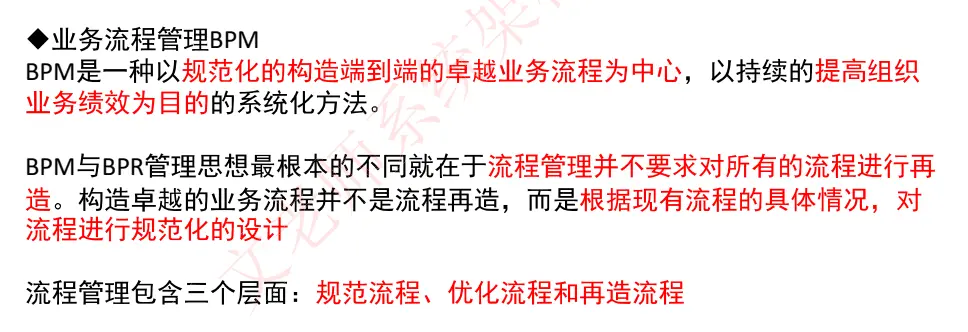 ◆业务流程管理BPM
BPM是一种以规范化的构造端到端的卓越业务流程为中心，以持续的提高组织
业务绩效为目的的系统化方法。
BPM与BPR管理思想最根本的不同就在于流程管理并不要求对所有的流程进行再
造。构造卓越的业务流程并不是流程再造，而是根据现有流程的具体情况，对
流程进行规范化的设计
流程管理包含三个层面：规范流程、优化流程和再造流程
文老师系统架